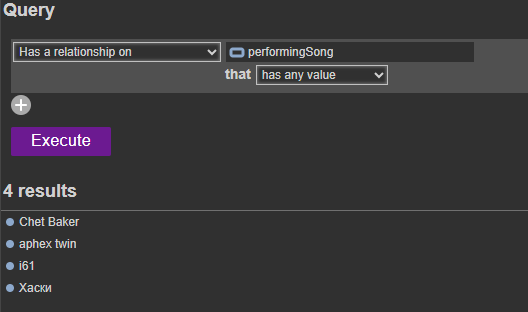 Query
Has a relationship on performingSong
that has any value
Execute
4 results
Chet Baker
aphex twin
i61
Хаски